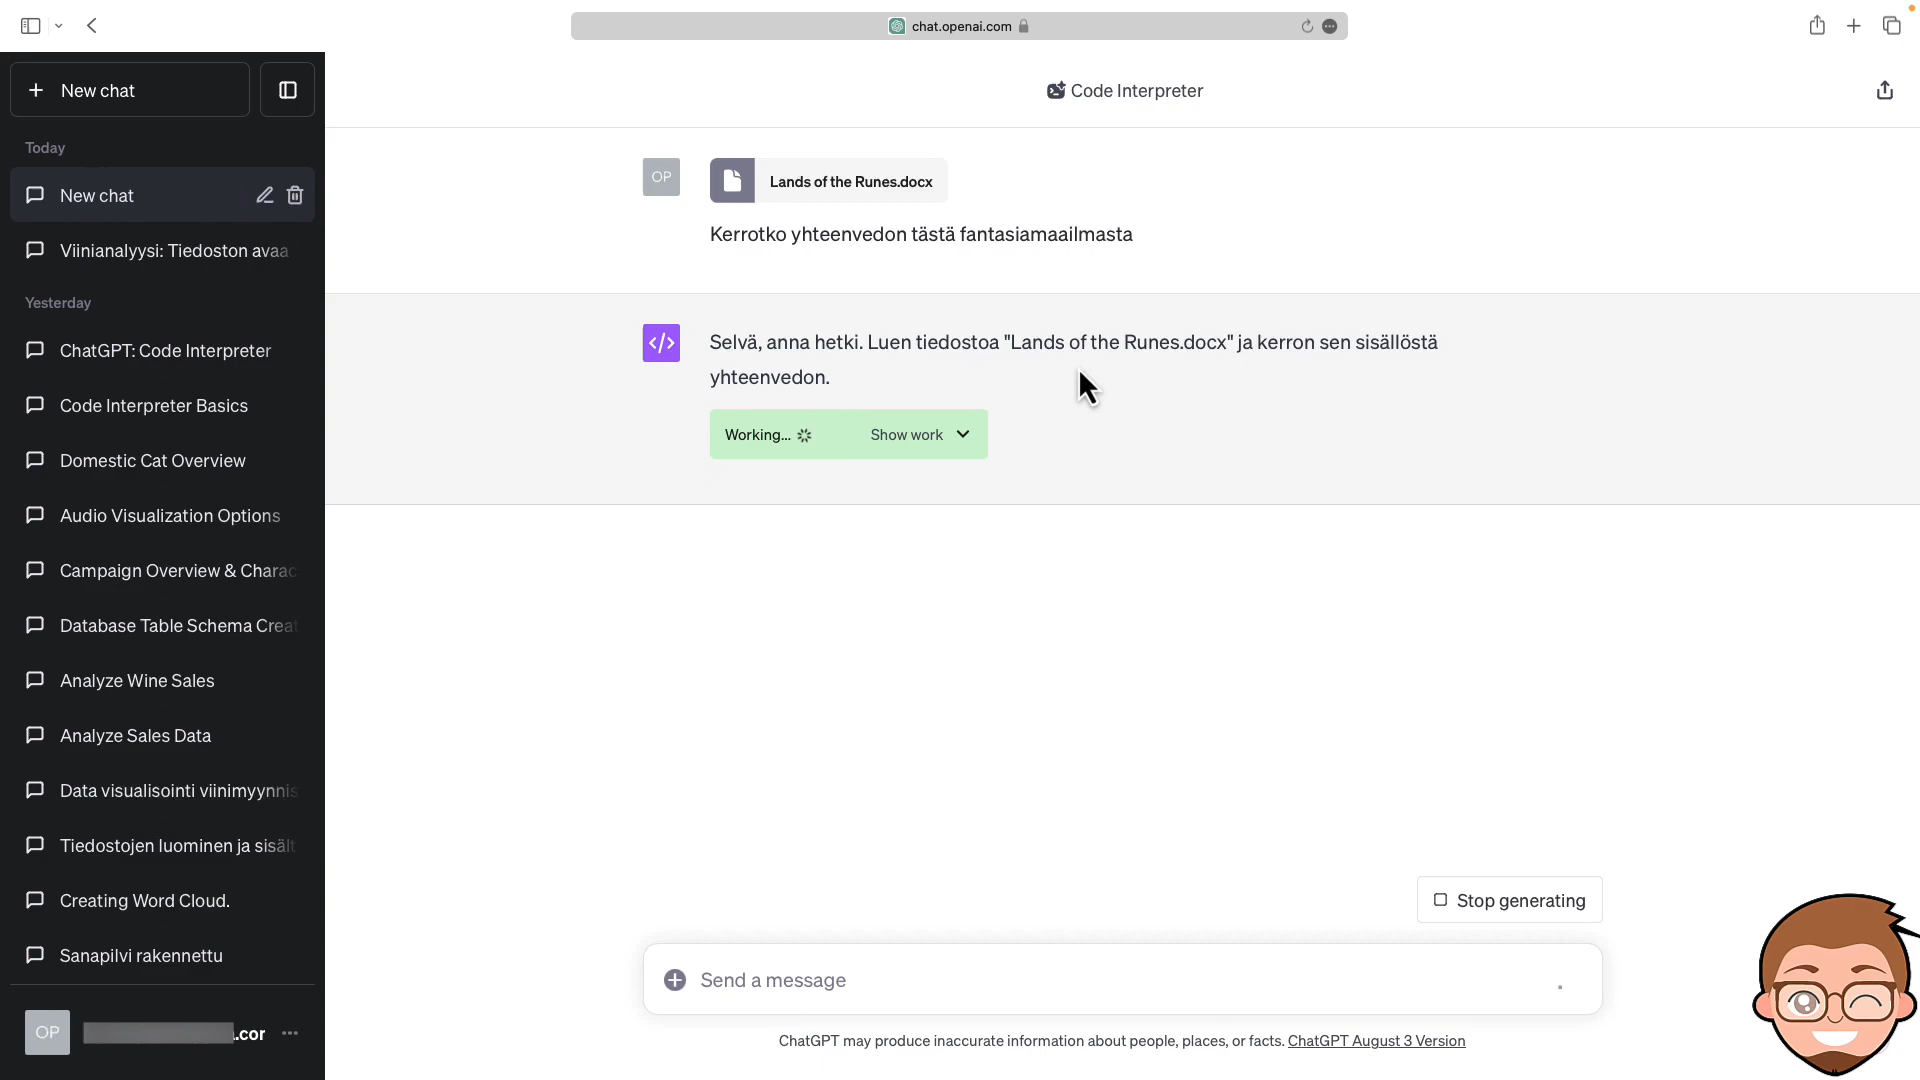 chat.openai.com
New chat
Today
New chat
Viinianalyysi: Tiedoston avaa
Yesterday
ChatGPT: Code Interpreter
Code Interpreter Basics
Domestic Cat Overview
Audio Visualization Options
Campaign Overview & Charac
Database Table Schema Creat
Analyze Wine Sales
Analyze Sales Data
Data visualisointi viinimyynnis
Tiedostojen luominen ja sisält
Creating Word Cloud.
Sanapilvi rakennettu
OP
.cor
Code Interpreter
OP
Lands of the Runes.docx
Kerrotko yhteenvedon tästä fantasiamaailmasta
Selvä, anna hetki. Luen tiedostoa "Lands of the Runes.docx" ja kerron sen sisällöstä
yhteenvedon.
Working... Show work
Stop generating
Send a message
ChatGPT may produce inaccurate information about people, places, or facts. ChatGPT August 3 Version